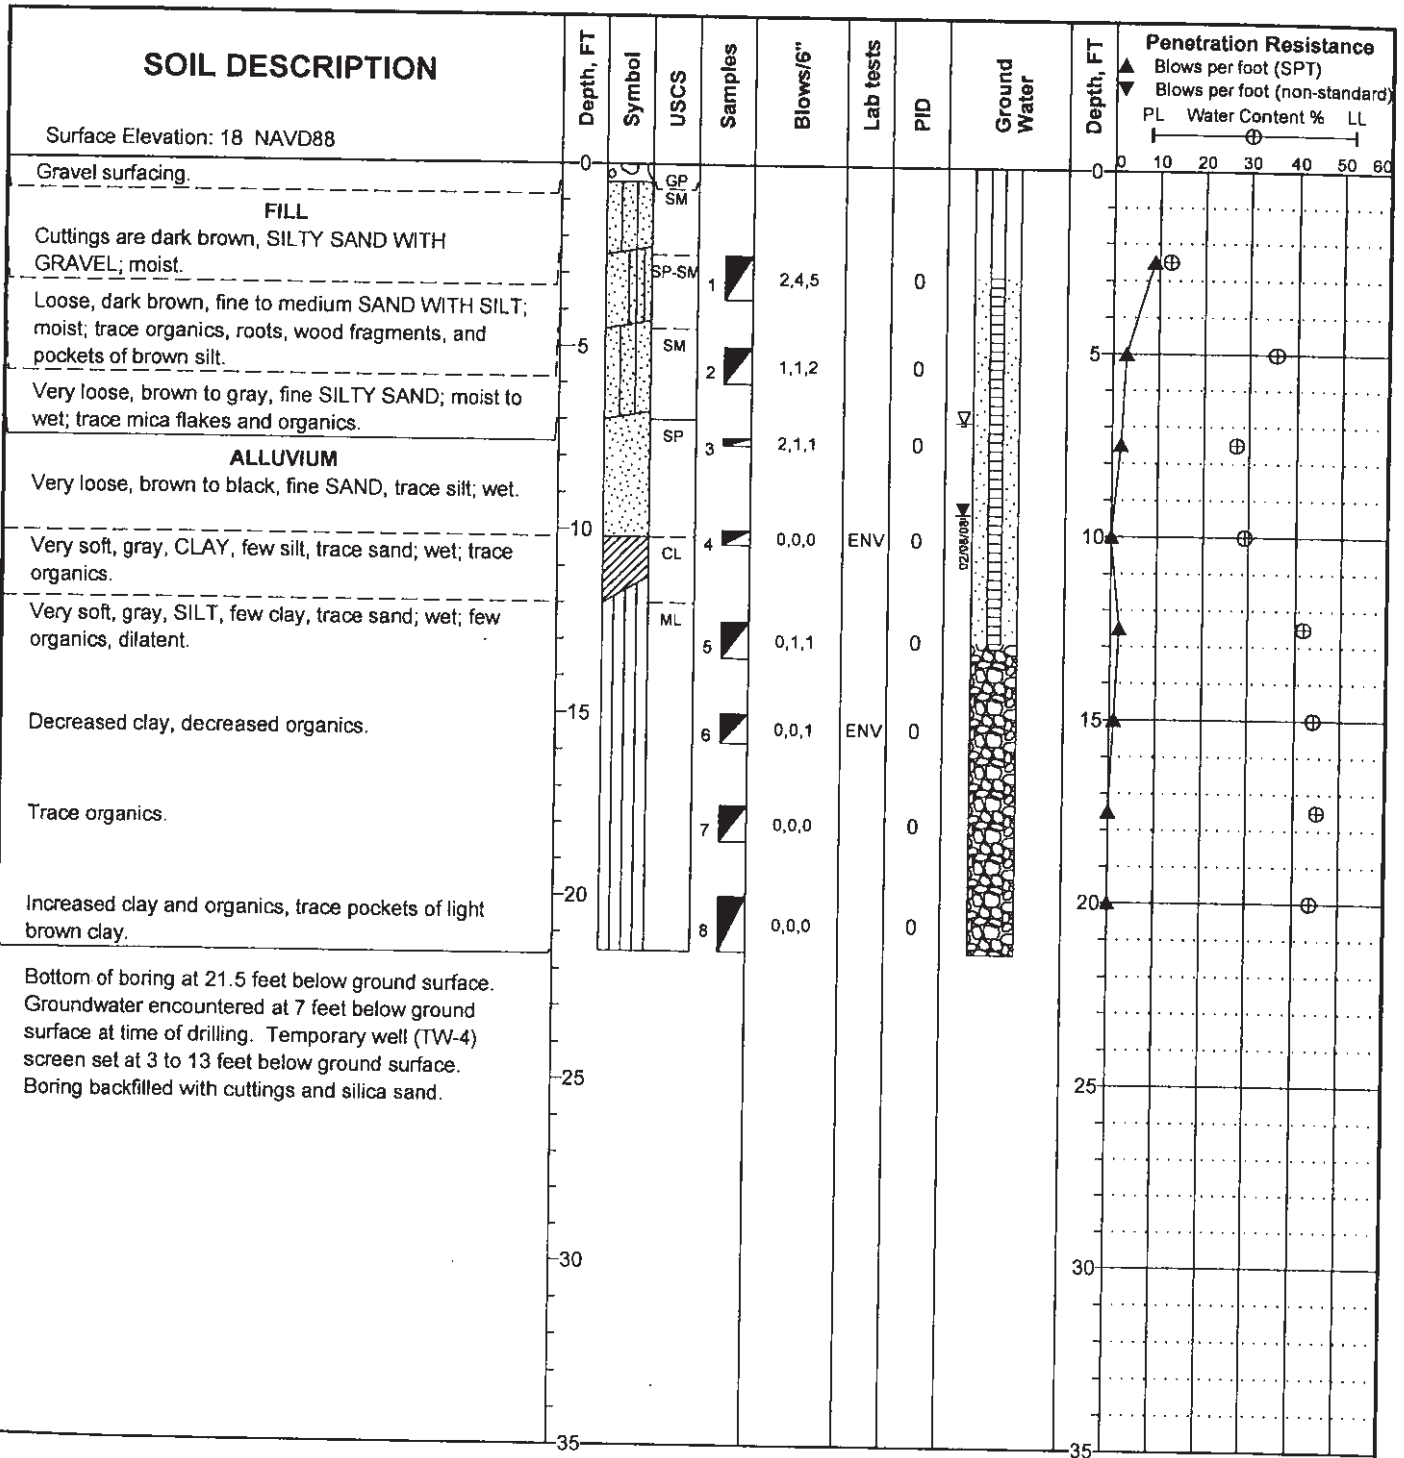 SOIL DESCRIPTION
Surface Elevation: 18 NAVD88
Depth, FT
Symbol
USCS
Samples
Blows/6"
Lab tests
PID
Ground
Water
Depth, FT
Penetration Resistance
▲ Blows per foot (SPT)
▼ Blows per foot (non-standard)
PL Water Content % LL
0 10 20 30 40 50 60
Gravel surfacing.
FILL
Cuttings are dark brown, SILTY SAND WITH
GRAVEL; moist.
Loose, dark brown, fine to medium SAND WITH SILT;
moist; trace organics, roots, wood fragments, and
pockets of brown silt.
Very loose, brown to gray, fine SILTY SAND; moist to
wet; trace mica flakes and organics.
ALLUVIUM
Very loose, brown to black, fine SAND, trace silt; wet.
Very soft, gray, CLAY, few silt, trace sand; wet; trace
organics.
Very soft, gray, SILT, few clay, trace sand; wet; few
organics, dilatent.
Decreased clay, decreased organics.
Trace organics.
Increased clay and organics, trace pockets of light
brown clay.
Bottom of boring at 21.5 feet below ground surface.
Groundwater encountered at 7 feet below ground
surface at time of drilling. Temporary well (TW-4)
screen set at 3 to 13 feet below ground surface.
Boring backfilled with cuttings and silica sand.
0
5
10
15
20
25
30
35
GP
SM
SP-SM
SM
SP
CL
ML
1 2,4,5 0
2 1,1,2 0
3 2,1,1 0
4 0,0,0 ENV 0
5 0,1,1 0
6 0,0,1 ENV 0
7 0,0,0 0
8 0,0,0 0
02/08/08
0
5
10
15
20
25
30
35